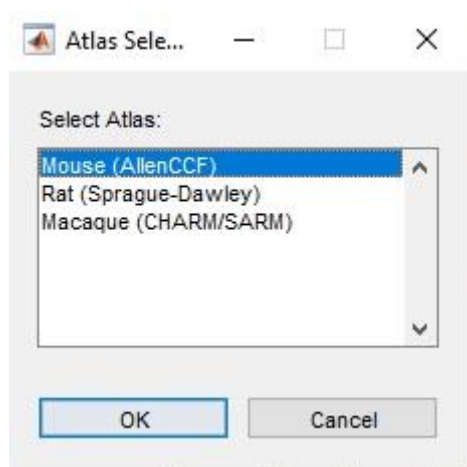 Atlas Sele...
Select Atlas:
Mouse (AllenCCF)
Rat (Sprague-Dawley)
Macaque (CHARM/SARM)
OK
Cancel